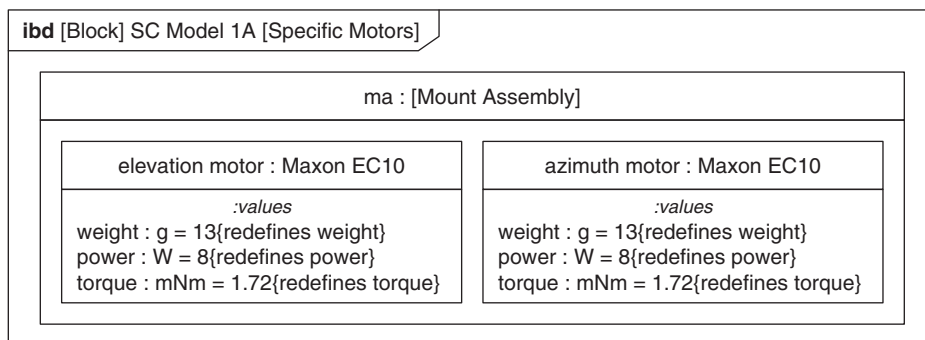 ibd [Block] SC Model 1A [Specific Motors]
ma : [Mount Assembly]
elevation motor : Maxon EC10
:values
weight : g = 13{redefines weight}
power : W = 8{redefines power}
torque : mNm = 1.72{redefines torque}
azimuth motor : Maxon EC10
:values
weight : g = 13{redefines weight}
power : W = 8{redefines power}
torque : mNm = 1.72{redefines torque}